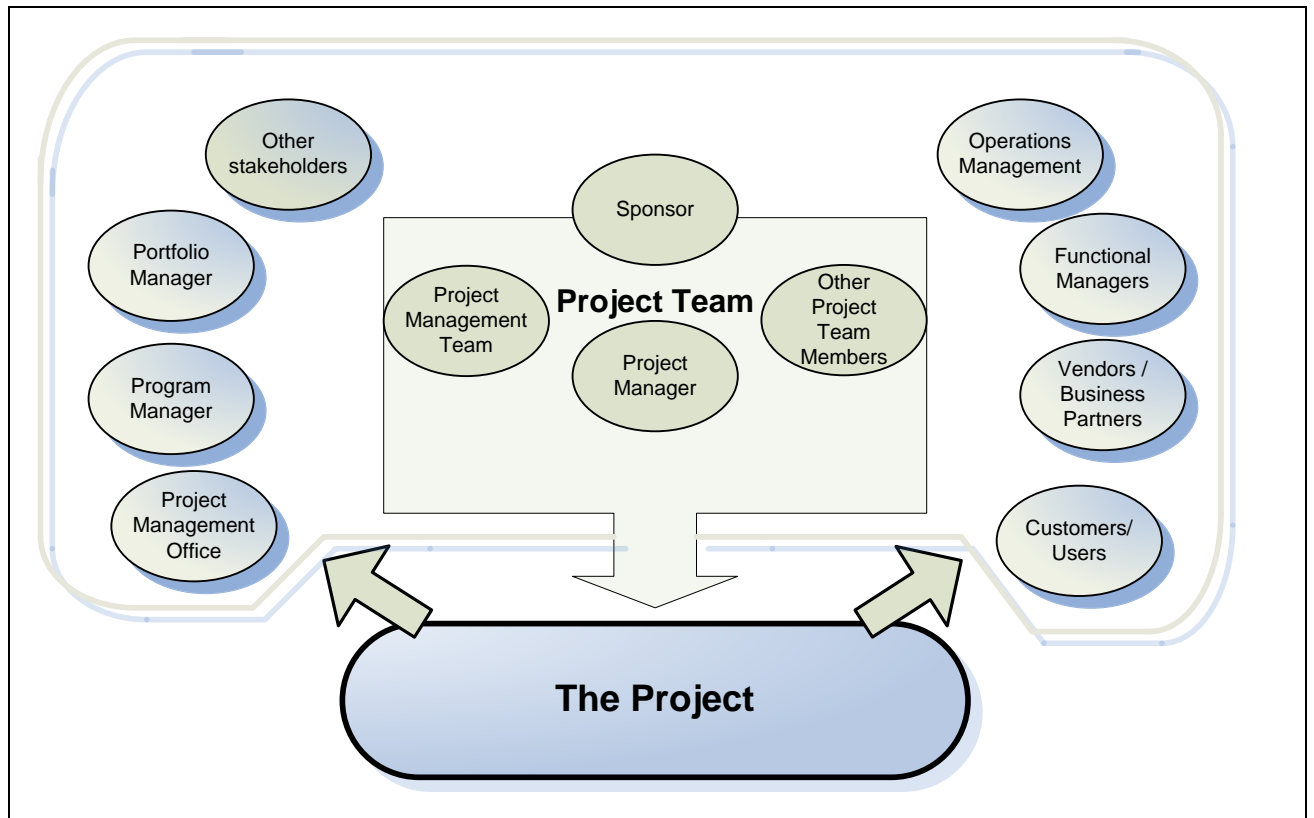 Other
stakeholders
Portfolio
Manager
Program
Manager
Project
Management
Office
Sponsor
Project Team
Project
Management
Team
Project
Manager
Other
Project
Team
Members
Operations
Management
Functional
Managers
Vendors /
Business
Partners
Customers/
Users
The Project